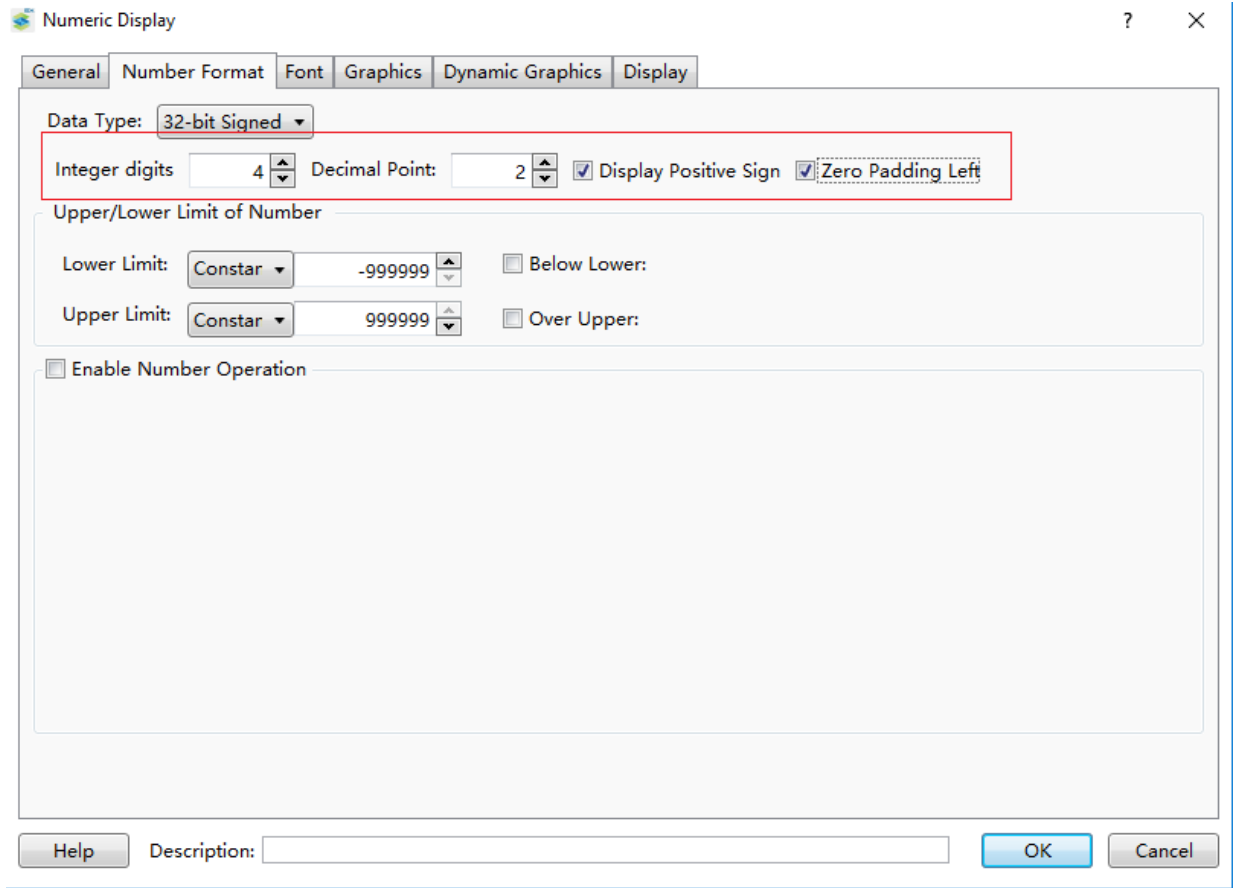 Numeric Display ?
General Number Format Font Graphics Dynamic Graphics Display
Data Type: 32-bit Signed
Integer digits 4 Decimal Point: 2 Display Positive Sign Zero Padding Left
Upper/Lower Limit of Number
Lower Limit: Constar -999999 Below Lower:
Upper Limit: Constar 999999 Over Upper:
Enable Number Operation
Help Description: OK Cancel